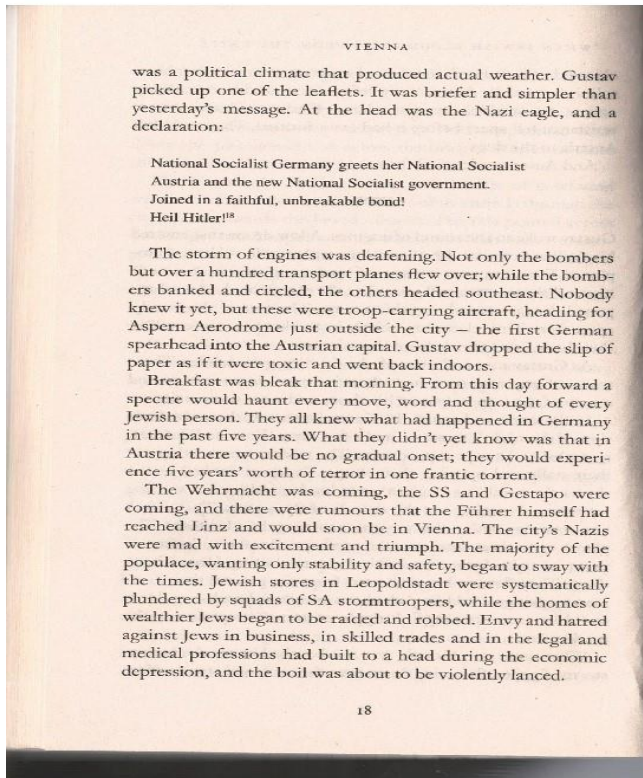 VIENNA
was a political climate that produced actual weather. Gustav
picked up one of the leaflets. It was briefer and simpler than
yesterday's message. At the head was the Nazi eagle, and a
declaration:
National Socialist Germany greets her National Socialist
Austria and the new National Socialist government.
Joined in a faithful, unbreakable bond!
Heil Hitler!¹⁸
The storm of engines was deafening. Not only the bombers
but over a hundred transport planes flew over; while the bomb-
ers banked and circled, the others headed southeast. Nobody
knew it yet, but these were troop-carrying aircraft, heading for
Aspern Aerodrome just outside the city – the first German
spearhead into the Austrian capital. Gustav dropped the slip of
paper as if it were toxic and went back indoors.
Breakfast was bleak that morning. From this day forward a
spectre would haunt every move, word and thought of every
Jewish person. They all knew what had happened in Germany
in the past five years. What they didn't yet know was that in
Austria there would be no gradual onset; they would experi-
ence five years' worth of terror in one frantic torrent.
The Wehrmacht was coming, the SS and Gestapo were
coming, and there were rumours that the Führer himself had
reached Linz and would soon be in Vienna. The city's Nazis
were mad with excitement and triumph. The majority of the
populace, wanting only stability and safety, began to sway with
the times. Jewish stores in Leopoldstadt were systematically
plundered by squads of SA stormtroopers, while the homes of
wealthier Jews began to be raided and robbed. Envy and hatred
against Jews in business, in skilled trades and in the legal and
medical professions had built to a head during the economic
depression, and the boil was about to be violently lanced.
18